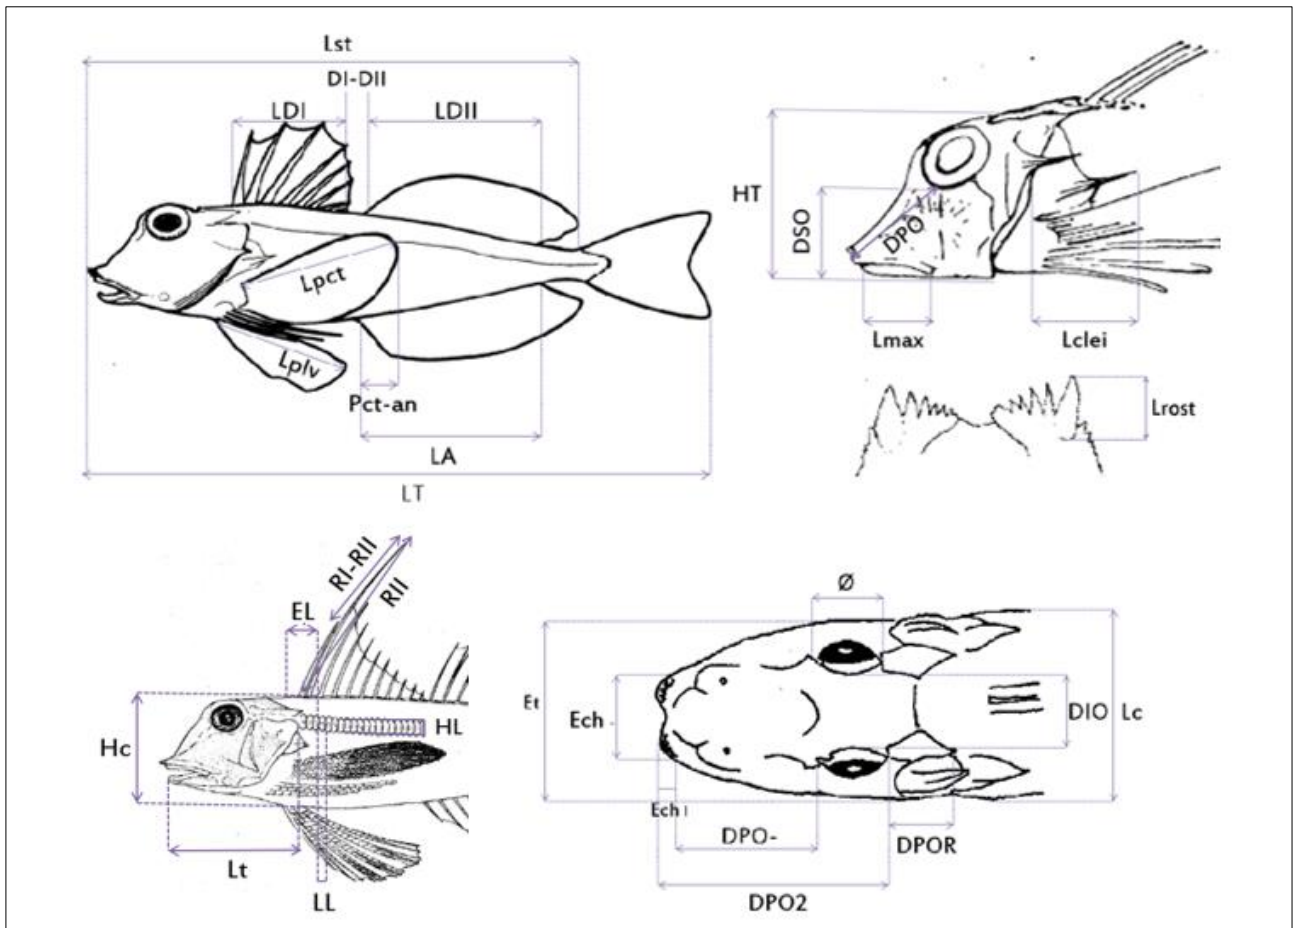 Lst
DI-DII
LDI
LDII
Lpct
Lplv
Pct-an
LA
LT
HT
DSO
DPO
Lmax
Lclei
Lrost
RI-RII
RII
EL
HL
Hc
Lt
LL
Ø
Et
Ech -
DIO
Lc
Ech I
DPO-
DPOR
DPO2